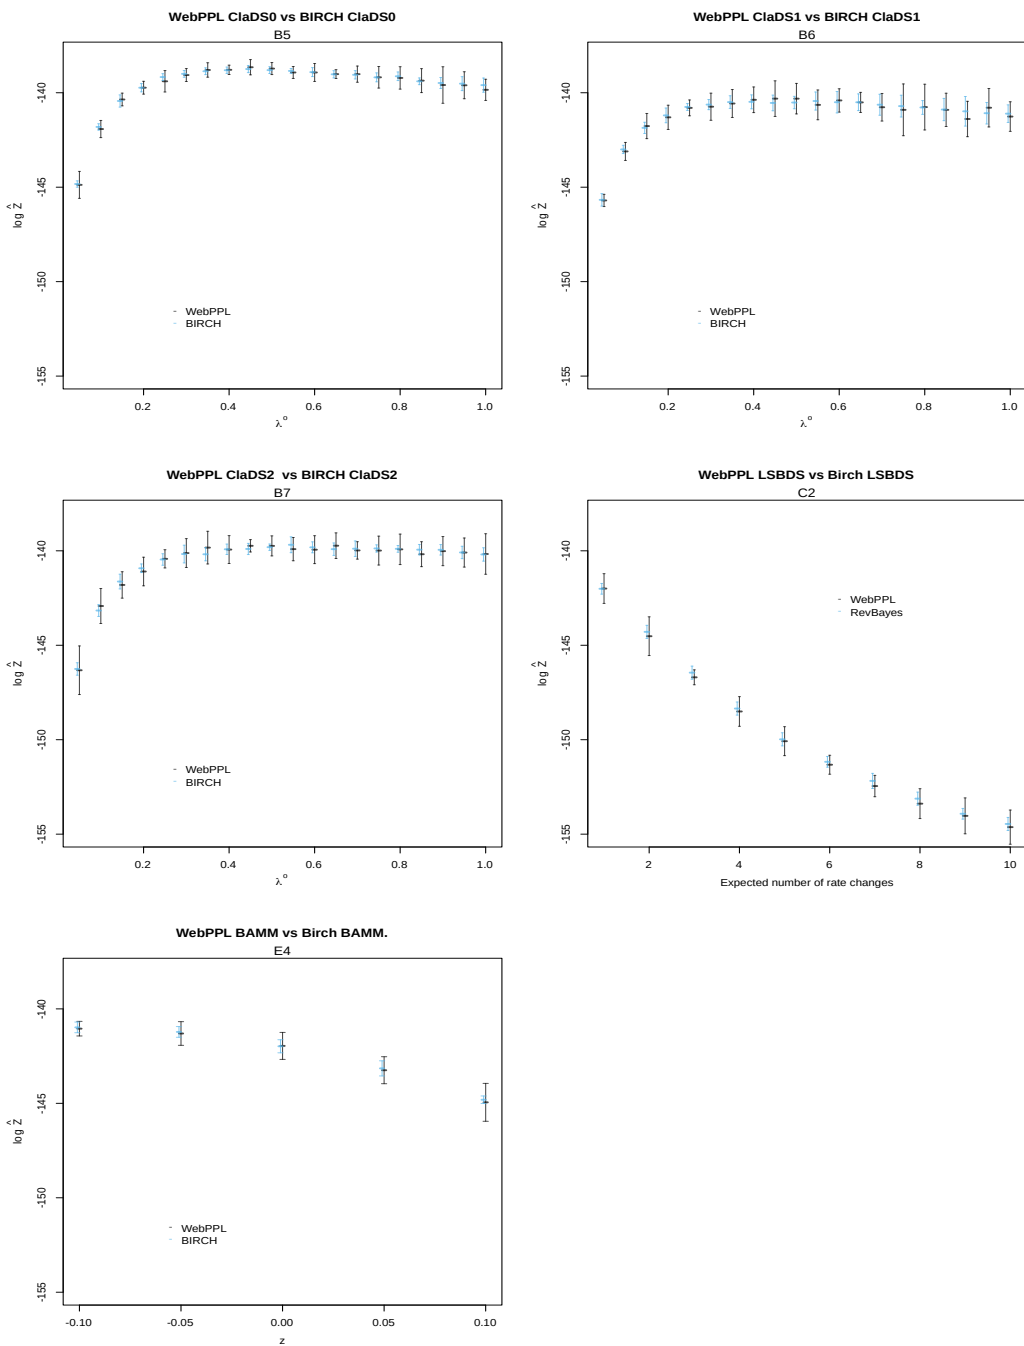 WebPPL ClaDS0 vs BIRCH ClaDS0
B5
-140
-145
-150
-155
log Ẑ
WebPPL
BIRCH
0.2 0.4 0.6 0.8 1.0
λ°
WebPPL ClaDS1 vs BIRCH ClaDS1
B6
-140
-145
-150
-155
log Ẑ
WebPPL
BIRCH
0.2 0.4 0.6 0.8 1.0
λ°
WebPPL ClaDS2 vs BIRCH ClaDS2
B7
-140
-145
-150
-155
log Ẑ
WebPPL
BIRCH
0.2 0.4 0.6 0.8 1.0
λ°
WebPPL LSBDS vs Birch LSBDS
C2
-140
-145
-150
-155
log Ẑ
WebPPL
RevBayes
2 4 6 8 10
Expected number of rate changes
WebPPL BAMM vs Birch BAMM.
E4
-140
-145
-150
-155
log Ẑ
WebPPL
BIRCH
-0.10 -0.05 0.00 0.05 0.10
z